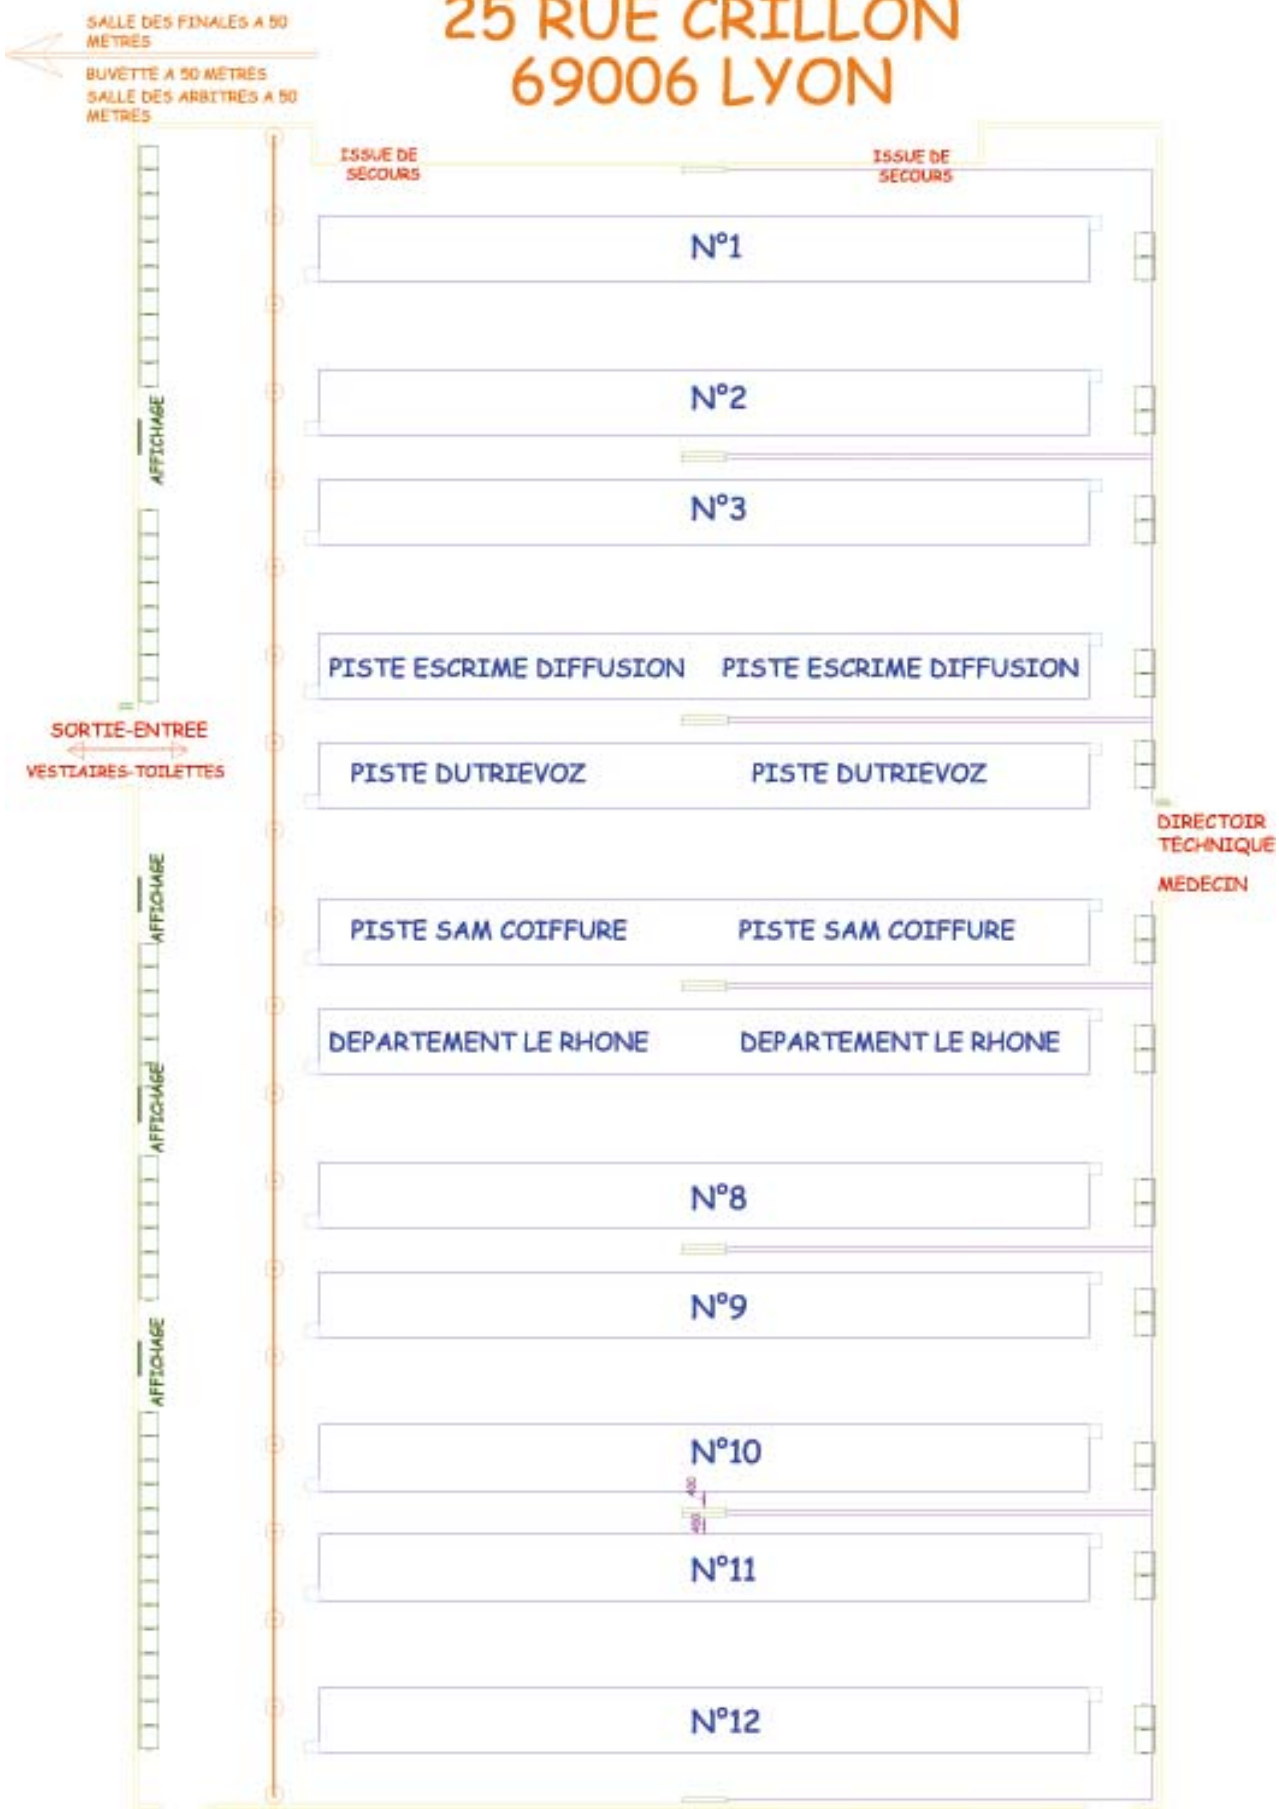 25 RUE CRILLON
69006 LYON
SALLE DES FINALES A 50
METRES
BUVETTE A 50 METRES
SALLE DES ARBITRES A 50
METRES
ISSUE DE
SECOURS
ISSUE DE
SECOURS
N°1
N°2
AFFICHAGE
N°3
PISTE ESCRIME DIFFUSION PISTE ESCRIME DIFFUSION
SORTIE-ENTREE
VESTIAIRES-TOILETTES
PISTE DUTRIEVOZ PISTE DUTRIEVOZ
DIRECTOIR
TECHNIQUE
MEDECIN
AFFICHAGE
PISTE SAM COIFFURE PISTE SAM COIFFURE
DEPARTEMENT LE RHONE DEPARTEMENT LE RHONE
AFFICHAGE
N°8
N°9
AFFICHAGE
N°10
400
400
N°11
N°12